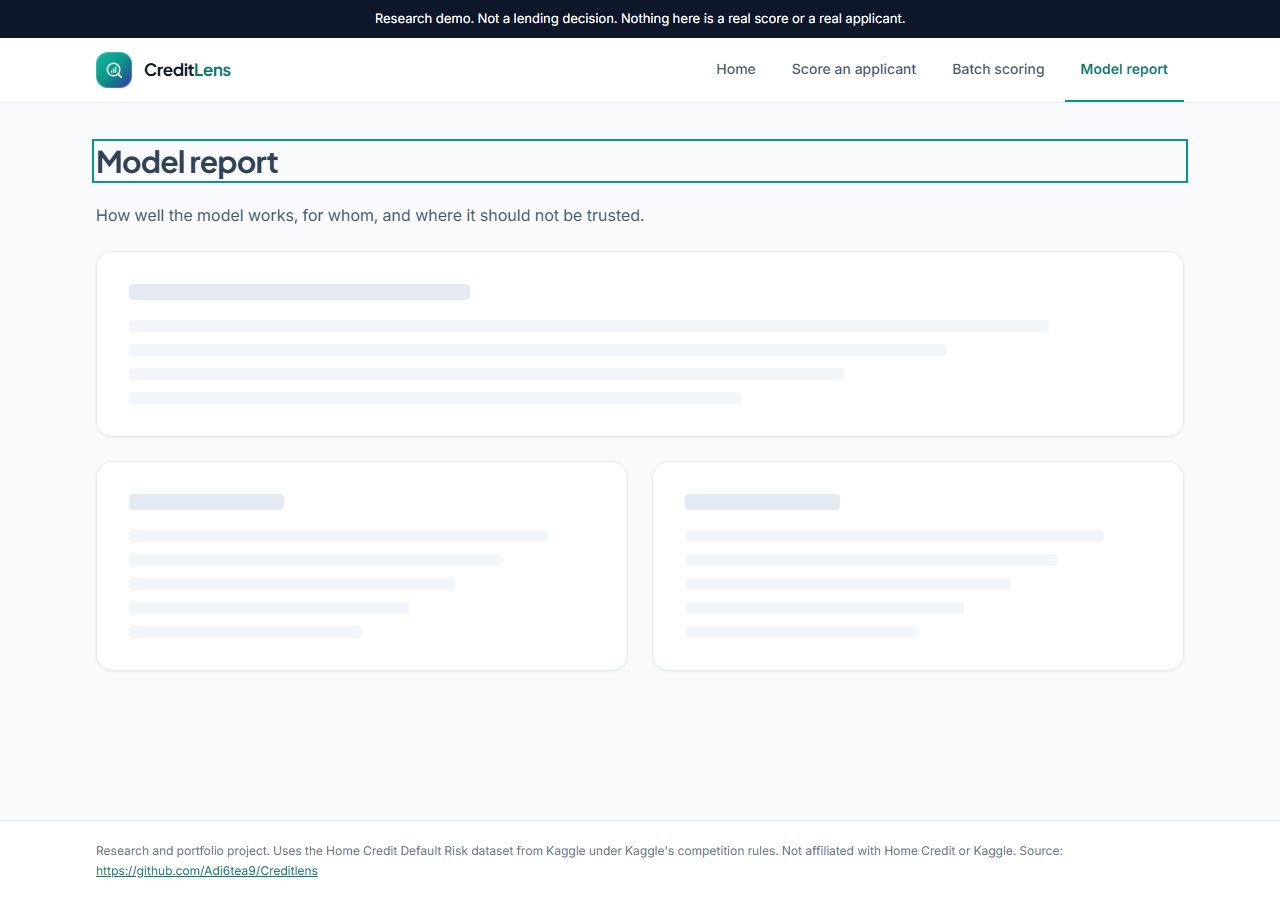 Research demo. Not a lending decision. Nothing here is a real score or a real applicant.
CreditLens
Home
Score an applicant
Batch scoring
Model report
Model report
How well the model works, for whom, and where it should not be trusted.
Research and portfolio project. Uses the Home Credit Default Risk dataset from Kaggle under Kaggle's competition rules. Not affiliated with Home Credit or Kaggle. Source:
https://github.com/Adi6tea9/Creditlens